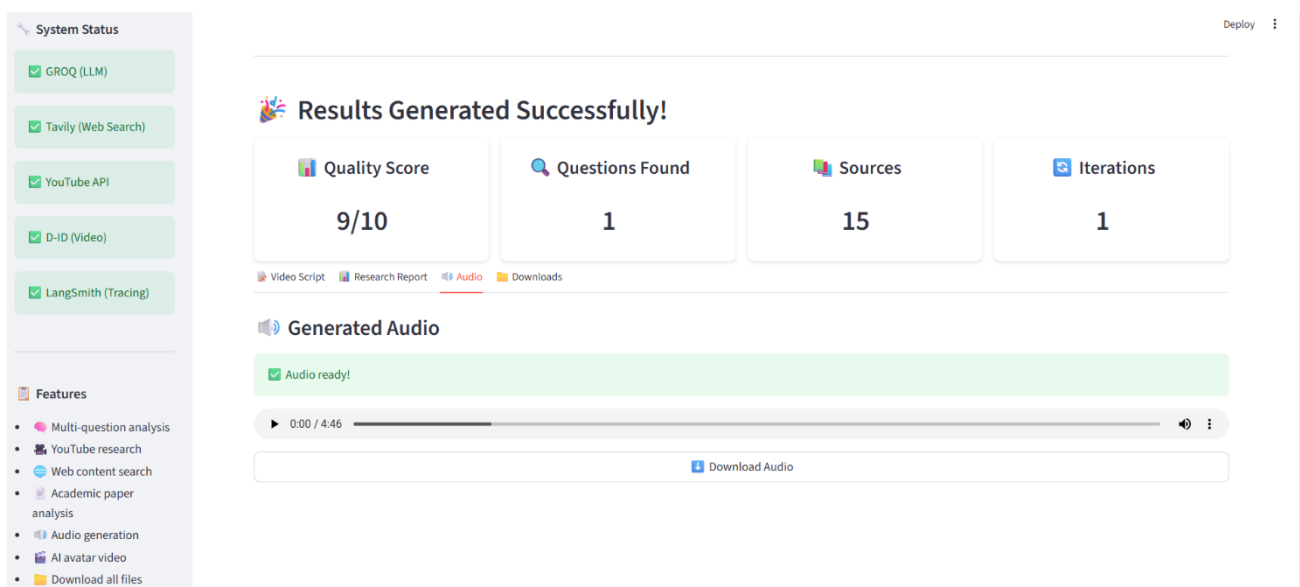 System Status
GROQ (LLM)
Tavily (Web Search)
YouTube API
D-ID (Video)
LangSmith (Tracing)
Features
Multi-question analysis
YouTube research
Web content search
Academic paper
analysis
Audio generation
AI avatar video
Download all files
Deploy
Results Generated Successfully!
Quality Score
9/10
Questions Found
1
Sources
15
Iterations
1
Video Script Research Report Audio Downloads
Generated Audio
Audio ready!
0:00 / 4:46
Download Audio